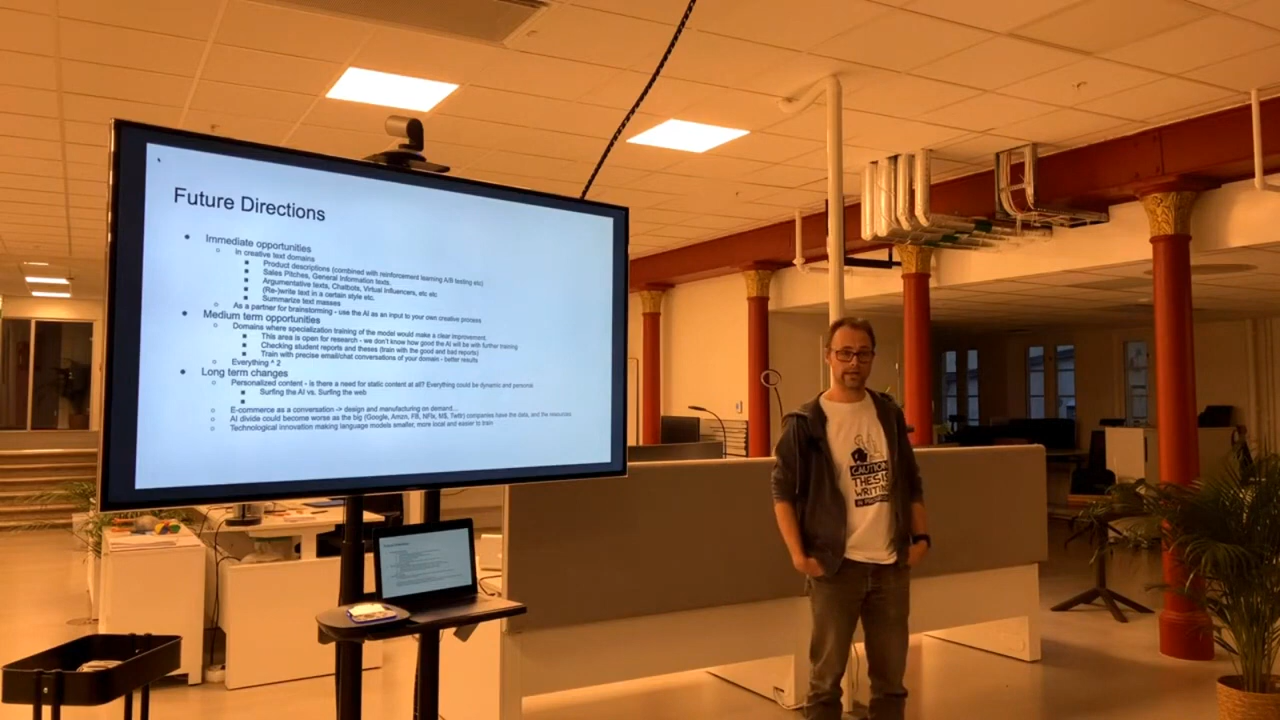 Future Directions
Immediate opportunities
In creative text domains
Product descriptions (combined with reinforcement learning A/B testing etc)
Sales Pitches, General Information texts.
Argumentative texts, Chatbots, Virtual Influencers, etc etc
(Re-)write text in a certain style etc.
Summarize text masses
As a partner for brainstorming - use the AI as an input to your own creative process
Medium term opportunities
Domains where specialization training of the model would make a clear improvement.
This area is open for research - we don't know how good the AI will be with further training
Checking student reports and theses (train with the good and bad reports)
Train with precise email/chat conversations of your domain - better results
Everything ^ 2
Long term changes
Personalized content - is there a need for static content at all? Everything could be dynamic and personal
Surfing the AI vs. Surfing the web
E-commerce as a conversation -> design and manufacturing on demand...
AI divide could become worse as the big (Google, Amzn, FB, NFlx, MS, Twttr) companies have the data, and the resources
Technological innovation making language models smaller, more local and easier to train
CAUTION
THESIS
WRITING